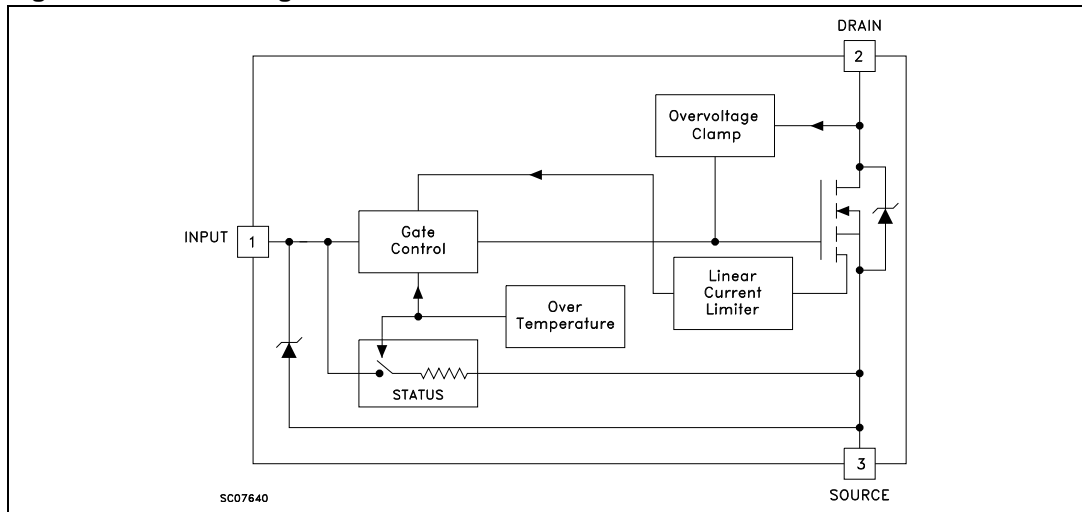 DRAIN
2
Overvoltage
Clamp
INPUT
1
Gate
Control
Linear
Current
Limiter
Over
Temperature
STATUS
3
SOURCE
SC07640